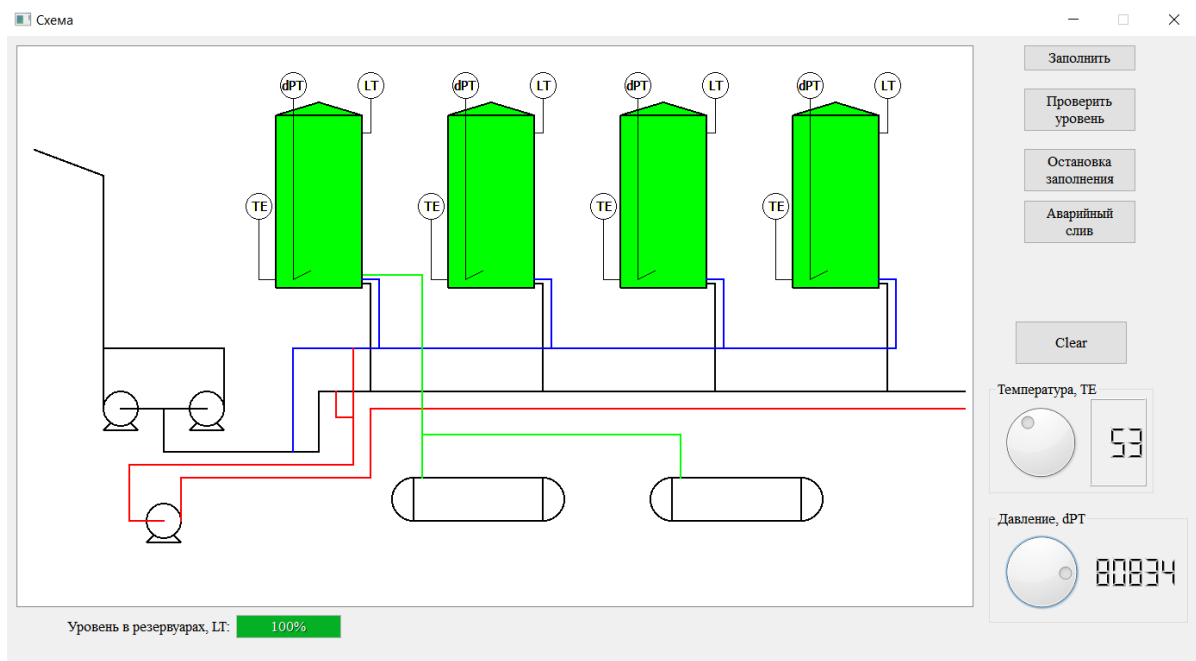 Схема
Заполнить
Проверить
уровень
Остановка
заполнения
Аварийный
слив
dPT LT dPT LT dPT LT dPT LT
TE TE TE TE
Clear
Температура, TE
53
Давление, dPT
80834
Уровень в резервуарах, LT: 100%